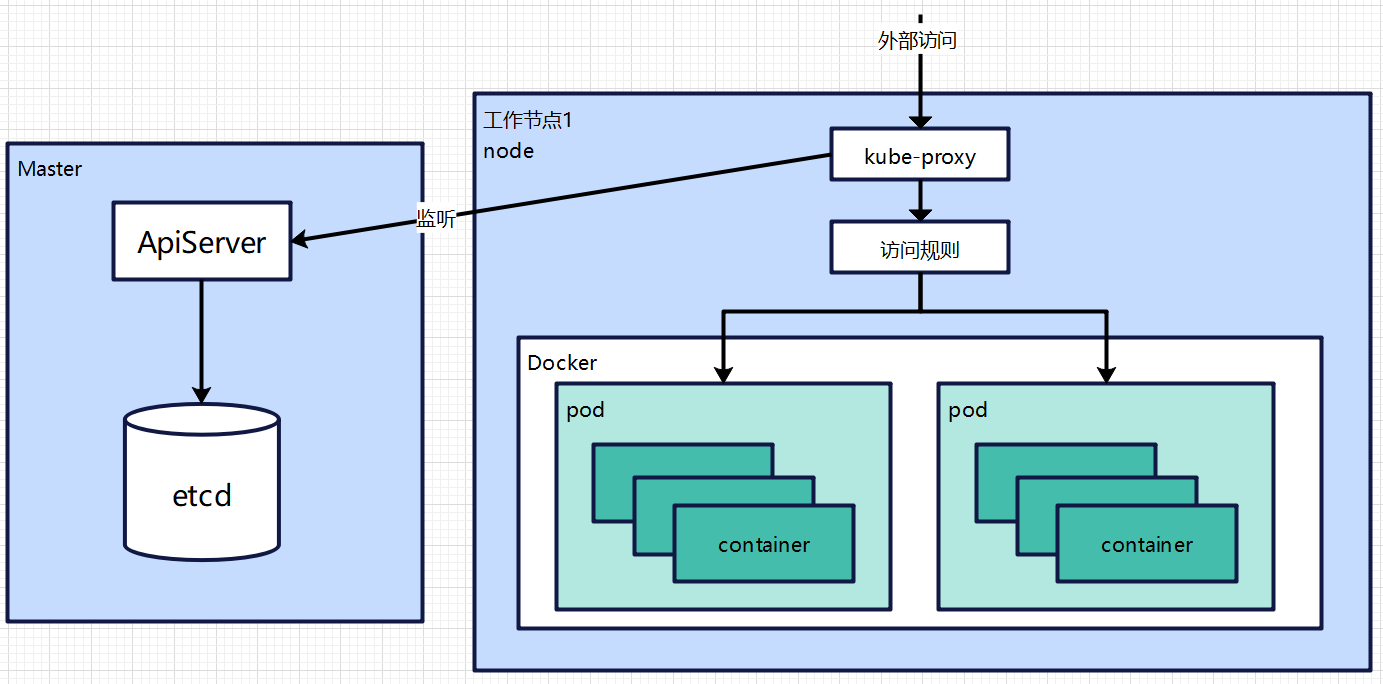 外部访问
工作节点1
node
kube-proxy
Master
监听
ApiServer
访问规则
Docker
pod
pod
etcd
container
container